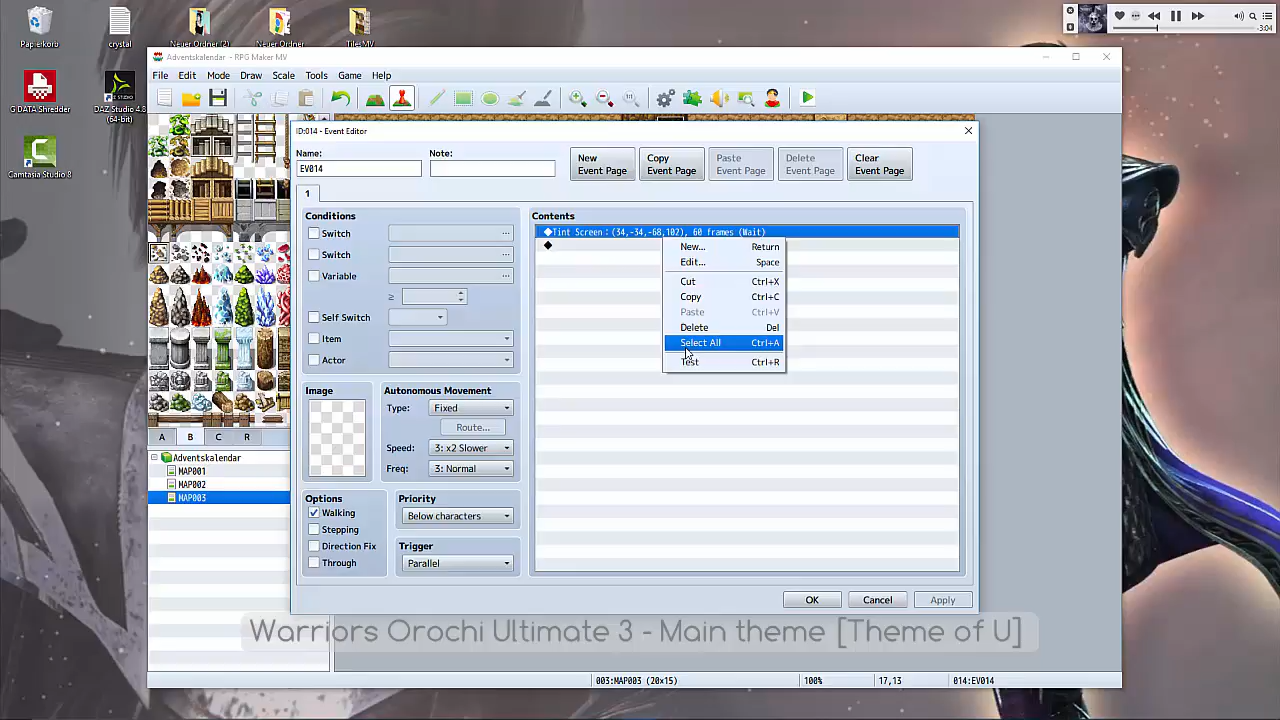 Papierkorb
crystal
Neuer Ordner (2)
Neuer Ordner
TilesMV
-3:04
G DATA Shredder
DAZ Studio 4.8 (64-bit)
Camtasia Studio 8
Adventskalendar - RPG Maker MV
File Edit Mode Draw Scale Tools Game Help
ID:014 - Event Editor
Name: Note:
EV014
New Event Page
Copy Event Page
Paste Event Page
Delete Event Page
Clear Event Page
1
Conditions
Switch ...
Switch ...
Variable ...
≥
Self Switch
Item
Actor
Image
Autonomous Movement
Type: Fixed
Route...
Speed: 3: x2 Slower
Freq: 3: Normal
Options
Walking
Stepping
Direction Fix
Through
Priority
Below characters
Trigger
Parallel
Contents
◆Tint Screen : (34,-34,-68,102), 60 frames (Wait)
◆
New... Return
Edit... Space
Cut Ctrl+X
Copy Ctrl+C
Paste Ctrl+V
Delete Del
Select All Ctrl+A
Test Ctrl+R
A B C R
Adventskalendar
MAP001
MAP002
MAP003
OK Cancel Apply
Warriors Orochi Ultimate 3 - Main theme [Theme of U]
003:MAP003 (20x15) 100% 17,13 014:EV014